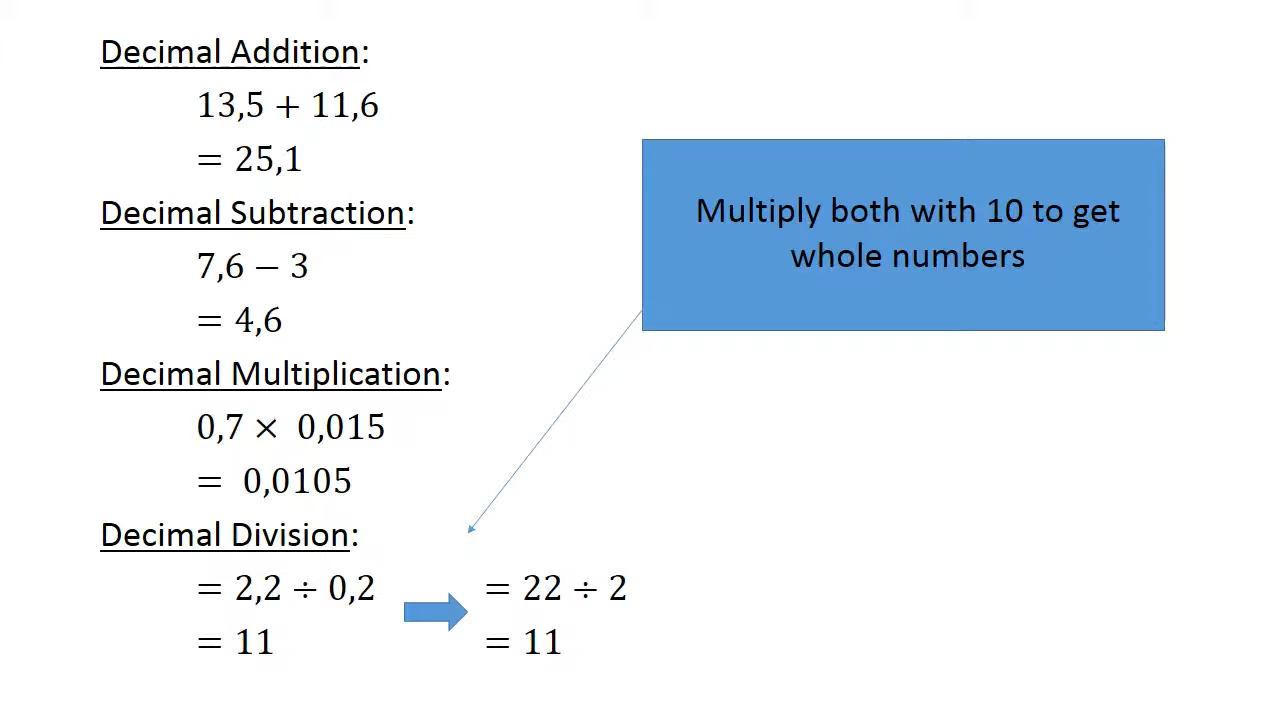 Decimal Addition:
13,5 + 11,6
= 25,1
Decimal Subtraction:
7,6 − 3
= 4,6
Decimal Multiplication:
0,7 × 0,015
= 0,0105
Decimal Division:
= 2,2 ÷ 0,2
= 11
= 22 ÷ 2
= 11
Multiply both with 10 to get
whole numbers